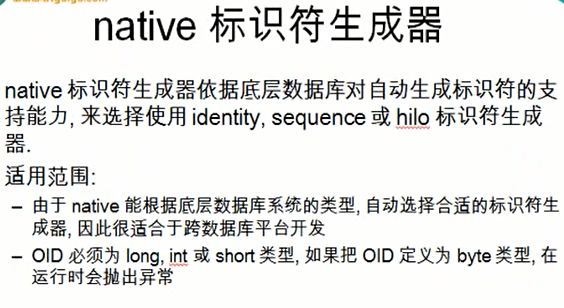 native 标识符生成器
native 标识符生成器依据底层数据库对自动生成标识符的支
持能力, 来选择使用 identity, sequence 或 hilo 标识符生成
器.
适用范围:
– 由于 native 能根据底层数据库系统的类型, 自动选择合适的标识符生
成器, 因此很适合于跨数据库平台开发
– OID 必须为 long, int 或 short 类型, 如果把 OID 定义为 byte 类型, 在
运行时会抛出异常